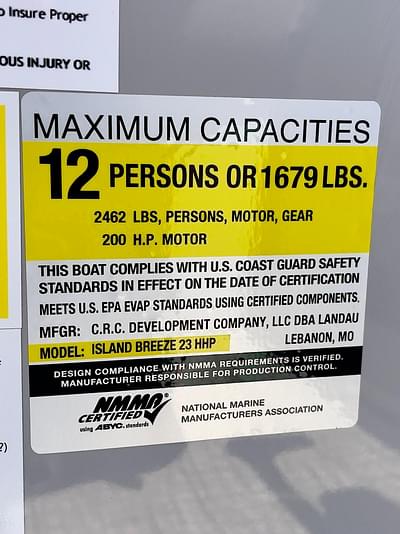 o Insure Proper
OUS INJURY OR
MAXIMUM CAPACITIES
12 PERSONS OR 1679 LBS.
2462 LBS, PERSONS, MOTOR, GEAR
200 H.P. MOTOR
THIS BOAT COMPLIES WITH U.S. COAST GUARD SAFETY
STANDARDS IN EFFECT ON THE DATE OF CERTIFICATION
MEETS U.S. EPA EVAP STANDARDS USING CERTIFIED COMPONENTS.
MFGR: C.R.C. DEVELOPMENT COMPANY, LLC DBA LANDAU
MODEL: ISLAND BREEZE 23 HHP LEBANON, MO
DESIGN COMPLIANCE WITH NMMA REQUIREMENTS IS VERIFIED.
MANUFACTURER RESPONSIBLE FOR PRODUCTION CONTROL.
NMMA
CERTIFIED
using ABYC. standards
NATIONAL MARINE
MANUFACTURERS ASSOCIATION
?)